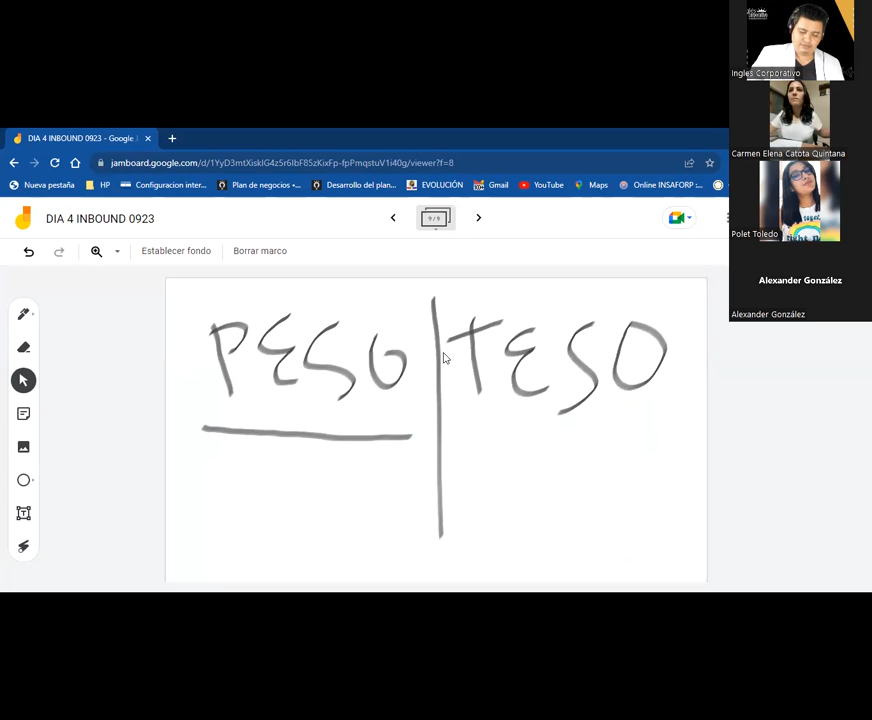 Ingles Corporativo
Carmen Elena Catota Quintana
Polet Toledo
Alexander González
Alexander González
DIA 4 INBOUND 0923 - Google J
jamboard.google.com/d/
/viewer?f=8
Nueva pestaña
HP
Configuracion inter...
Plan de negocios •...
Desarrollo del plan...
EVOLUCIÓN
Gmail
YouTube
Maps
Online INSAFORP :...
DIA 4 INBOUND 0923
9 / 9
Establecer fondo
Borrar marco
PESO | TESO